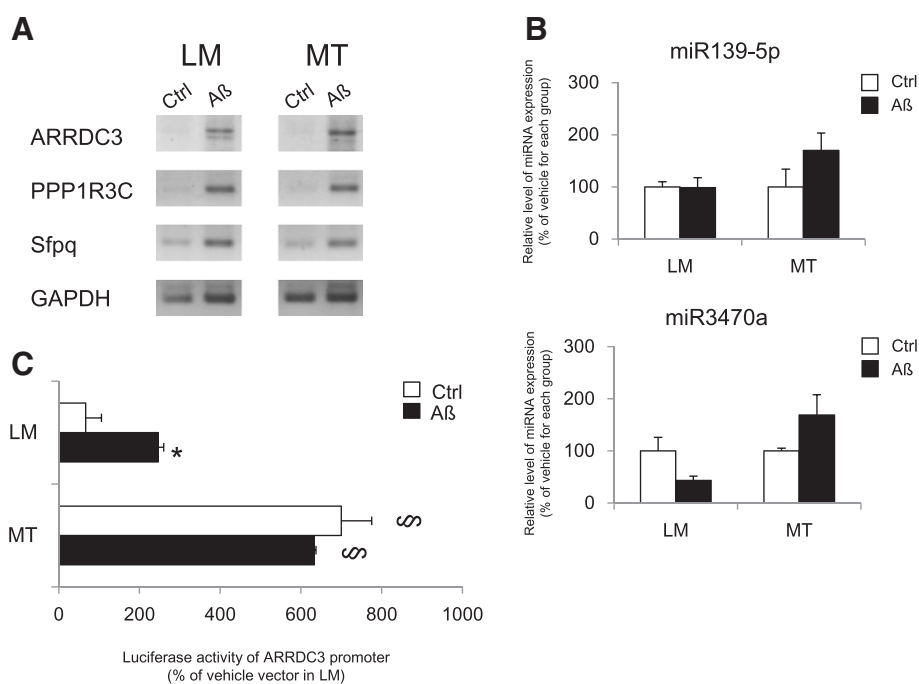 A
LM MT
Ctrl Aß Ctrl Aß
ARRDC3
PPP1R3C
Sfpq
GAPDH
B
miR139-5p
Relative level of miRNA expression
(% of vehicle for each group)
300
200
100
0
LM MT
Ctrl
Aß
miR3470a
Relative level of miRNA expression
(% of vehicle for each group)
300
200
100
0
LM MT
Ctrl
Aß
C
Ctrl
Aß
LM
*
MT
§
§
0 200 400 600 800 1000
Luciferase activity of ARRDC3 promoter
(% of vehicle vector in LM)